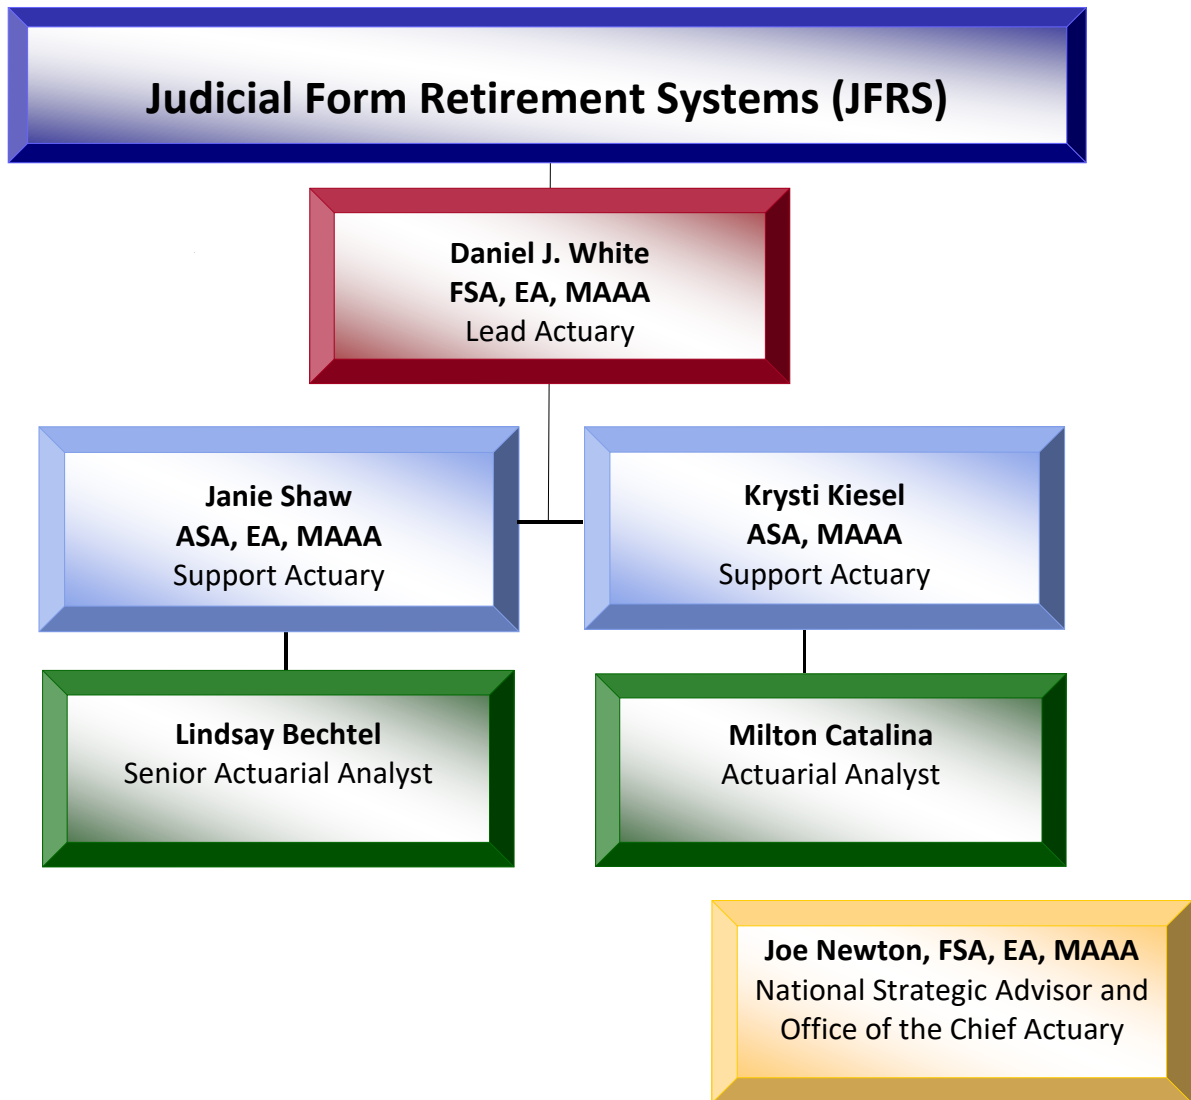 Judicial Form Retirement Systems (JFRS)
Daniel J. White
FSA, EA, MAAA
Lead Actuary
Janie Shaw
ASA, EA, MAAA
Support Actuary
Krysti Kiesel
ASA, MAAA
Support Actuary
Lindsay Bechtel
Senior Actuarial Analyst
Milton Catalina
Actuarial Analyst
Joe Newton, FSA, EA, MAAA
National Strategic Advisor and
Office of the Chief Actuary